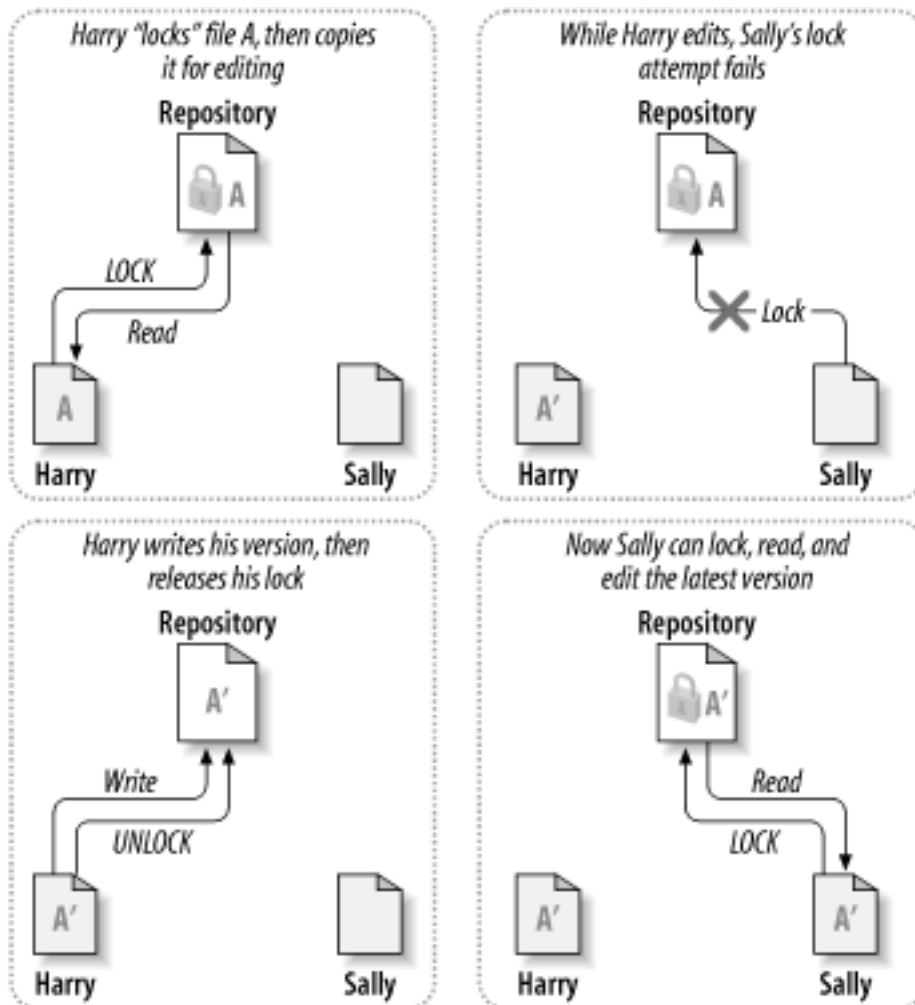 Harry “locks” file A, then copies
it for editing
Repository
A
LOCK
Read
A
Harry
Sally
While Harry edits, Sally’s lock
attempt fails
Repository
A
Lock
A′
Harry
Sally
Harry writes his version, then
releases his lock
Repository
A′
Write
UNLOCK
A′
Harry
Sally
Now Sally can lock, read, and
edit the latest version
Repository
A′
Read
LOCK
A′
Harry
A′
Sally